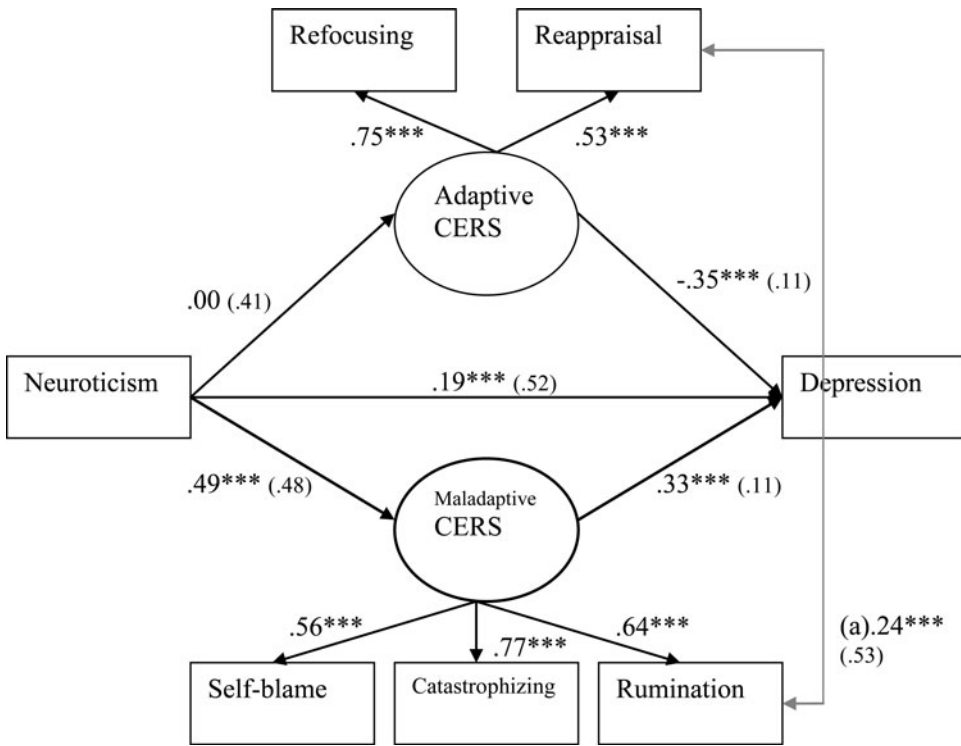 Refocusing
Reappraisal
.75***
.53***
Adaptive
CERS
.00 (.41)
-.35*** (.11)
Neuroticism
.19*** (.52)
Depression
.49*** (.48)
Maladaptive
CERS
.33*** (.11)
.56***
.77***
.64***
(a).24***
(.53)
Self-blame
Catastrophizing
Rumination